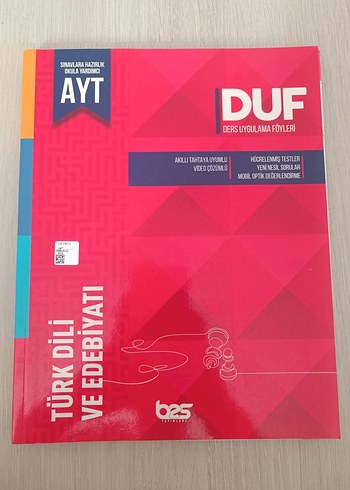 SINAVLARA HAZIRLIK
OKULA YARDIMCI
AYT
DUF
DERS UYGULAMA FÖYLERİ
AKILLI TAHTAYA UYUMLU
VİDEO ÇÖZÜMLÜ
HÜCRELENMİŞ TESTLER
YENİ NESİL SORULAR
MOBİL OPTİK DEĞERLENDİRME
TÜRK DİLİ
VE EDEBİYATI
bes
YAYINLARI